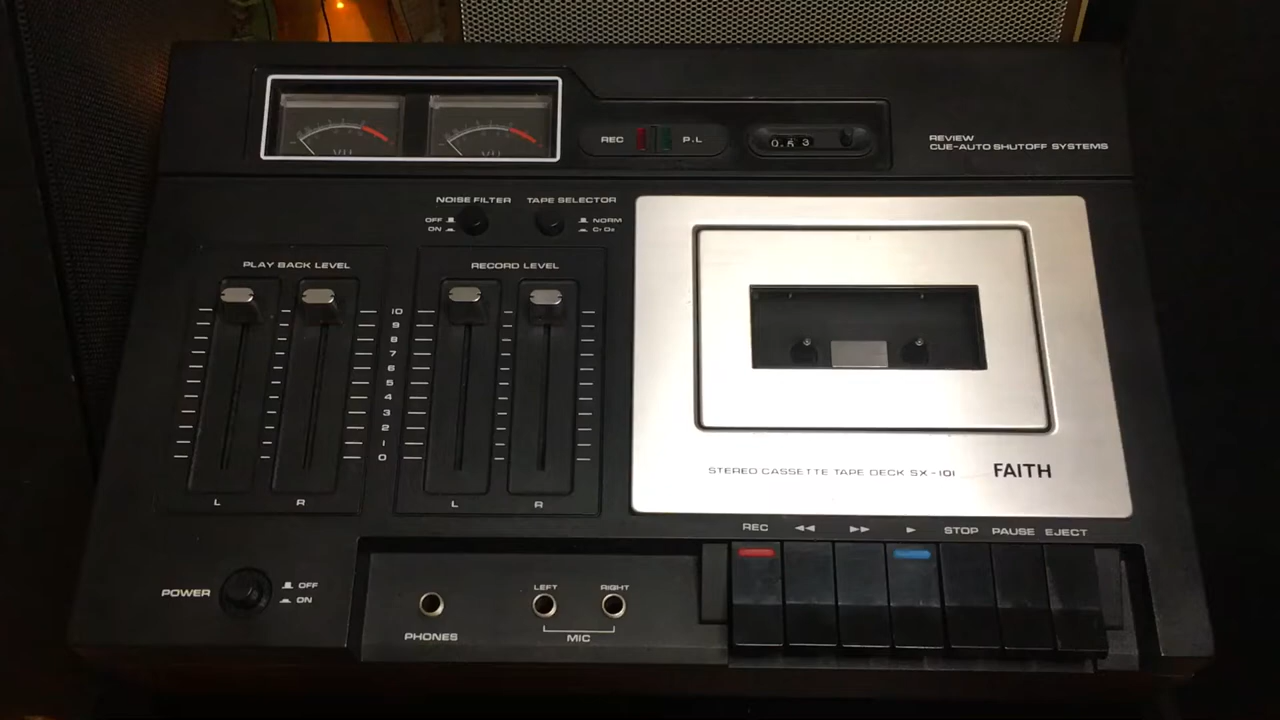 VU
VU
REC
P.L
REVIEW
CUE-AUTO SHUTOFF SYSTEMS
NOISE FILTER
OFF
ON
TAPE SELECTOR
NORM
PLAY BACK LEVEL
RECORD LEVEL
10
9
8
7
6
5
4
3
2
1
0
L
R
L
R
STEREO CASSETTE TAPE DECK SX-101
FAITH
REC
STOP
PAUSE
EJECT
POWER
OFF
ON
PHONES
LEFT
RIGHT
MIC